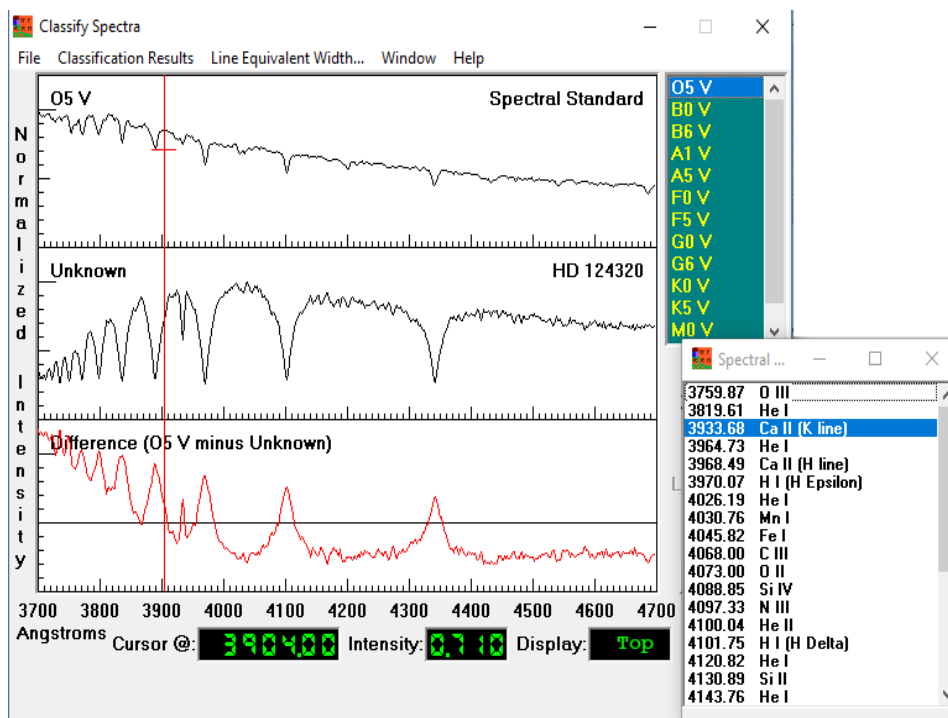 Classify Spectra
File Classification Results Line Equivalent Width... Window Help
O5 V
Spectral Standard
Unknown
HD 124320
Difference (O5 V minus Unknown)
Normalized Intensity
3700 3800 3900 4000 4100 4200 4300 4400 4500 4600 4700
Angstroms
Cursor @: 3904.00 Intensity: 0.710 Display: Top
O5 V
B0 V
B6 V
A1 V
A5 V
F0 V
F5 V
G0 V
G6 V
K0 V
K5 V
M0 V
Spectral ...
3759.87 O III
3819.61 He I
3933.68 Ca II (K line)
3964.73 He I
3968.49 Ca II (H line)
3970.07 H I (H Epsilon)
4026.19 He I
4030.76 Mn I
4045.82 Fe I
4068.00 C III
4073.00 O II
4088.85 Si IV
4097.33 N III
4100.04 He II
4101.75 H I (H Delta)
4120.82 He I
4130.89 Si II
4143.76 He I